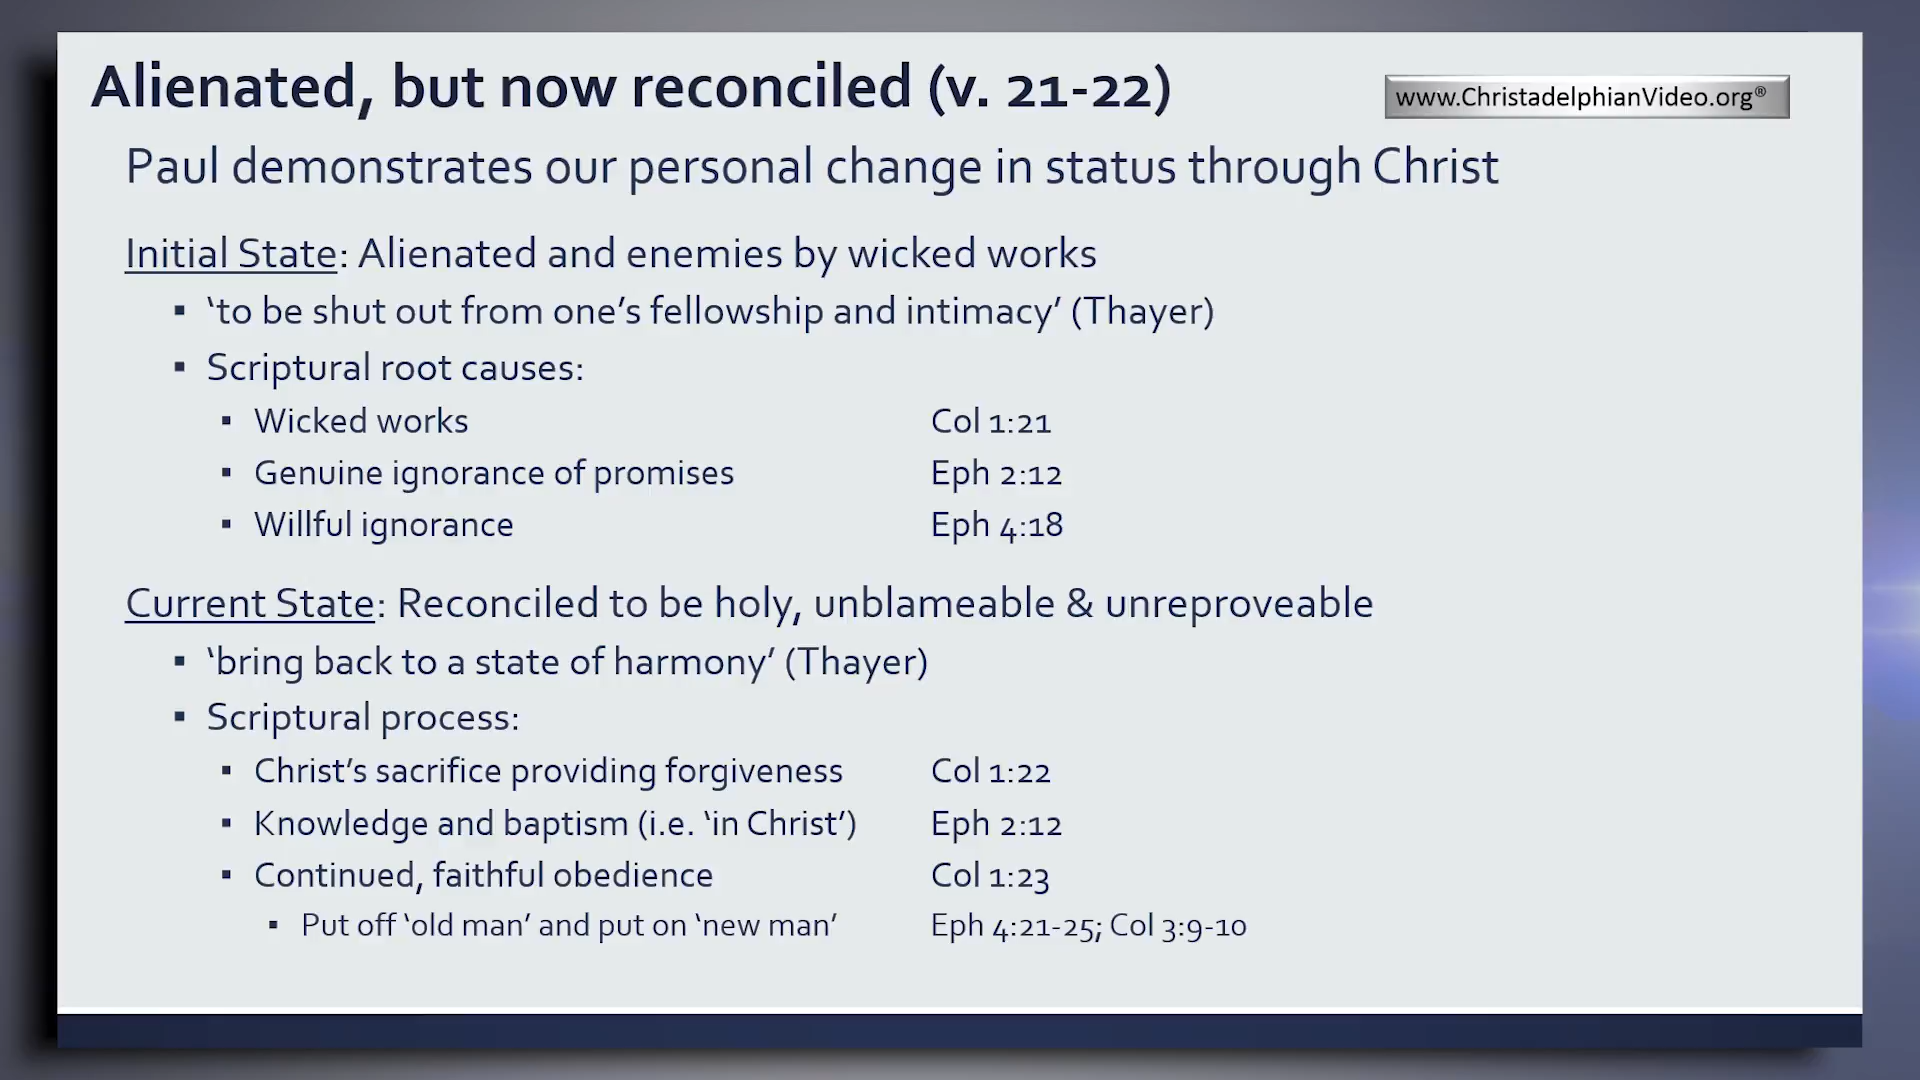 Alienated, but now reconciled (v. 21-22)
www.ChristadelphianVideo.org®
Paul demonstrates our personal change in status through Christ
Initial State: Alienated and enemies by wicked works
▪ ‘to be shut out from one’s fellowship and intimacy’ (Thayer)
▪ Scriptural root causes:
▪ Wicked works Col 1:21
▪ Genuine ignorance of promises Eph 2:12
▪ Willful ignorance Eph 4:18
Current State: Reconciled to be holy, unblameable & unreproveable
▪ ‘bring back to a state of harmony’ (Thayer)
▪ Scriptural process:
▪ Christ’s sacrifice providing forgiveness Col 1:22
▪ Knowledge and baptism (i.e. ‘in Christ’) Eph 2:12
▪ Continued, faithful obedience Col 1:23
▪ Put off ‘old man’ and put on ‘new man’ Eph 4:21-25; Col 3:9-10